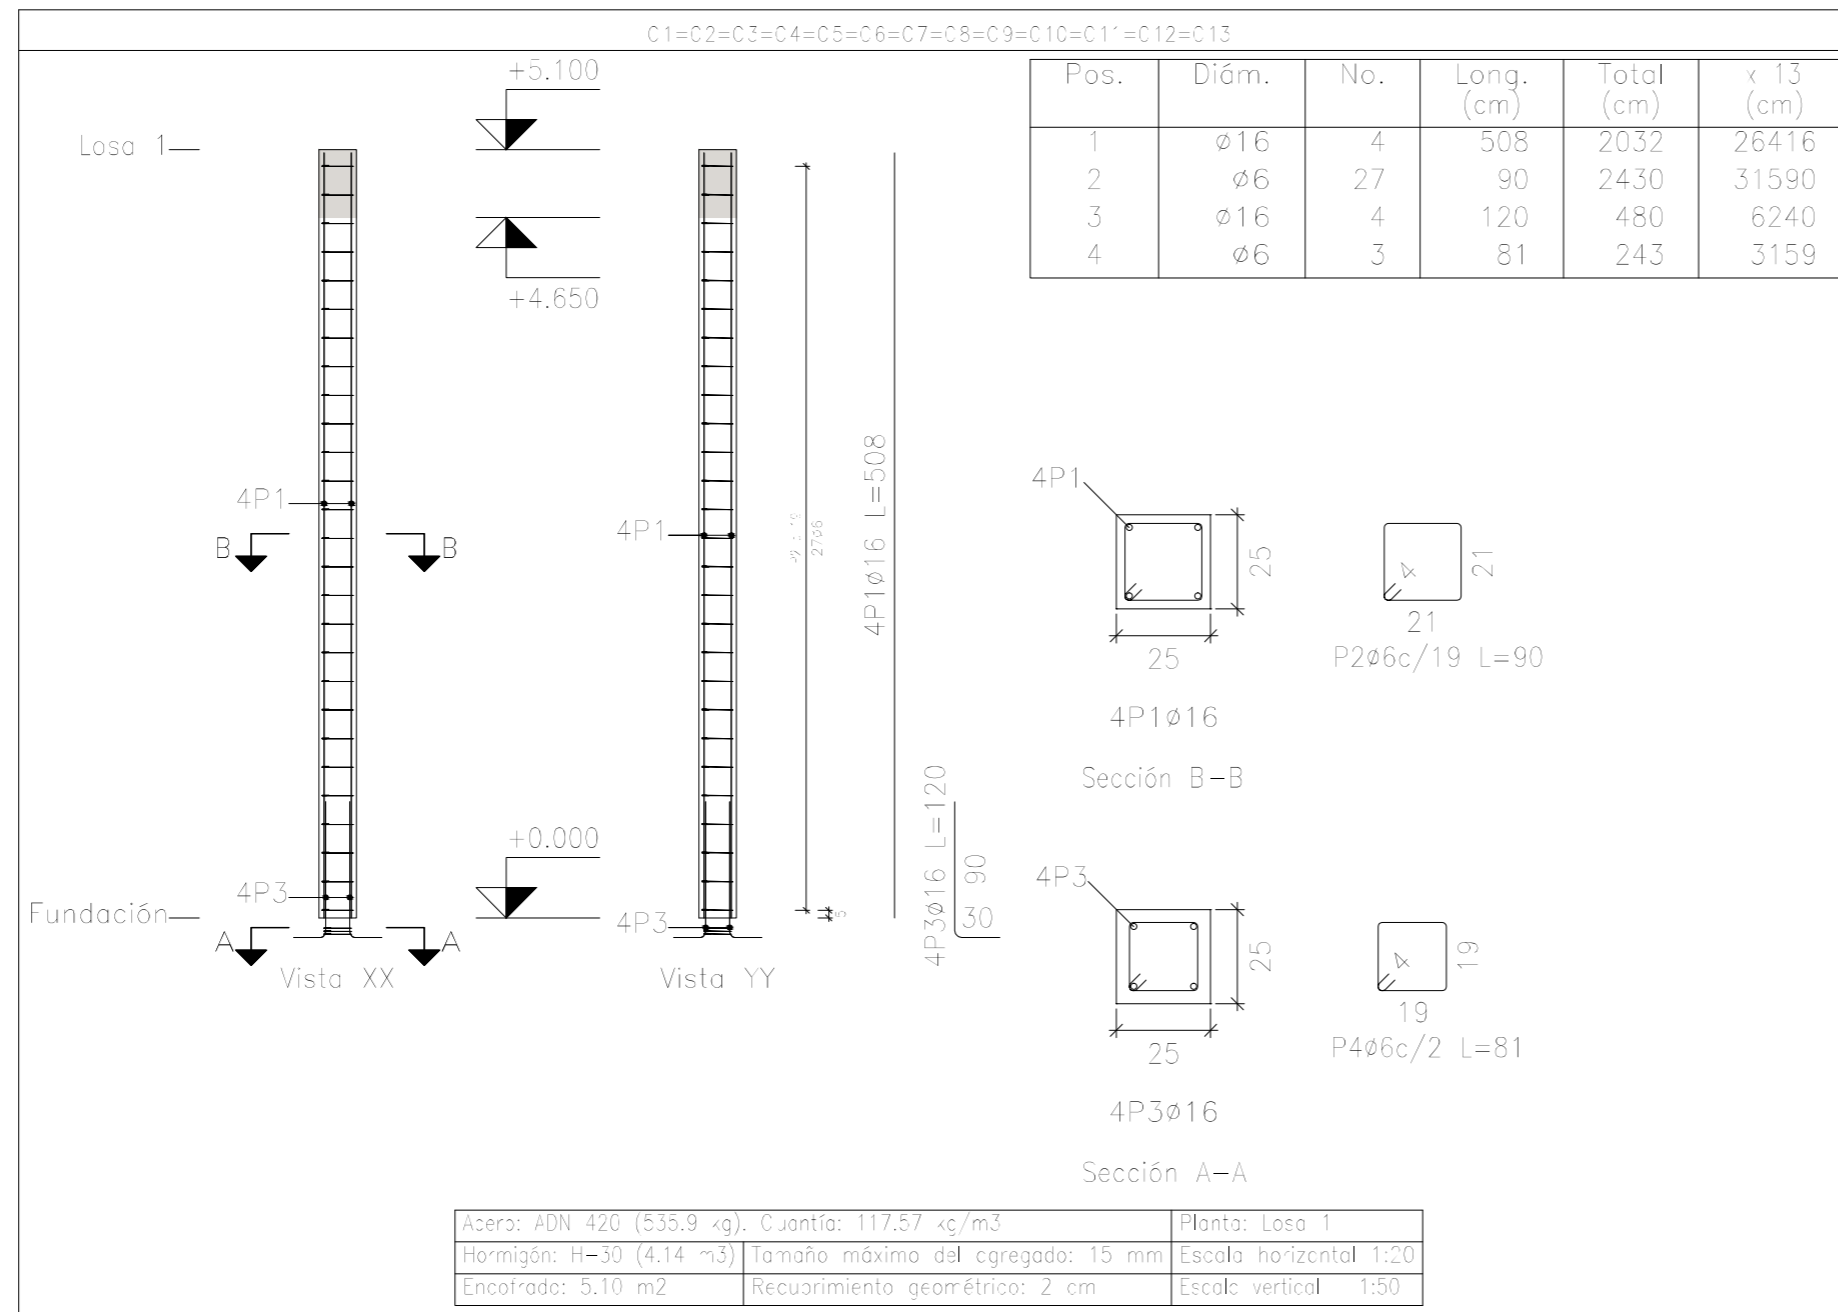 C1=C2=C3=C4=C5=C6=C7=C8=C9=C10=C11=C12=C13
Pos. Diám. No. Long. (cm) Total (cm) x 13 (cm)
1 ø16 4 508 2032 26416
2 ø6 27 90 2430 31590
3 ø16 4 120 480 6240
4 ø6 3 81 243 3159
+5.100
Losa 1
+4.650
4P1
B B
4P1
27ø6
4P1ø16 L=508
+0.000
4P3
Fundación
A A
4P3
5
Vista XX
Vista YY
4P3ø16 L=120
90
30
4P1
25
25
4P1ø16
Sección B-B
4
21
21
P2ø6c/19 L=90
4P3
25
25
4P3ø16
Sección A-A
4
19
19
P4ø6c/2 L=81
Acero: ADN 420 (535.9 kg). Cuantía: 117.57 kg/m3 Planta: Losa 1
Hormigón: H-30 (4.14 m3) Tamaño máximo del agregado: 15 mm Escala horizontal 1:20
Encofrado: 5.10 m2 Recubrimiento geométrico: 2 cm Escala vertical 1:50